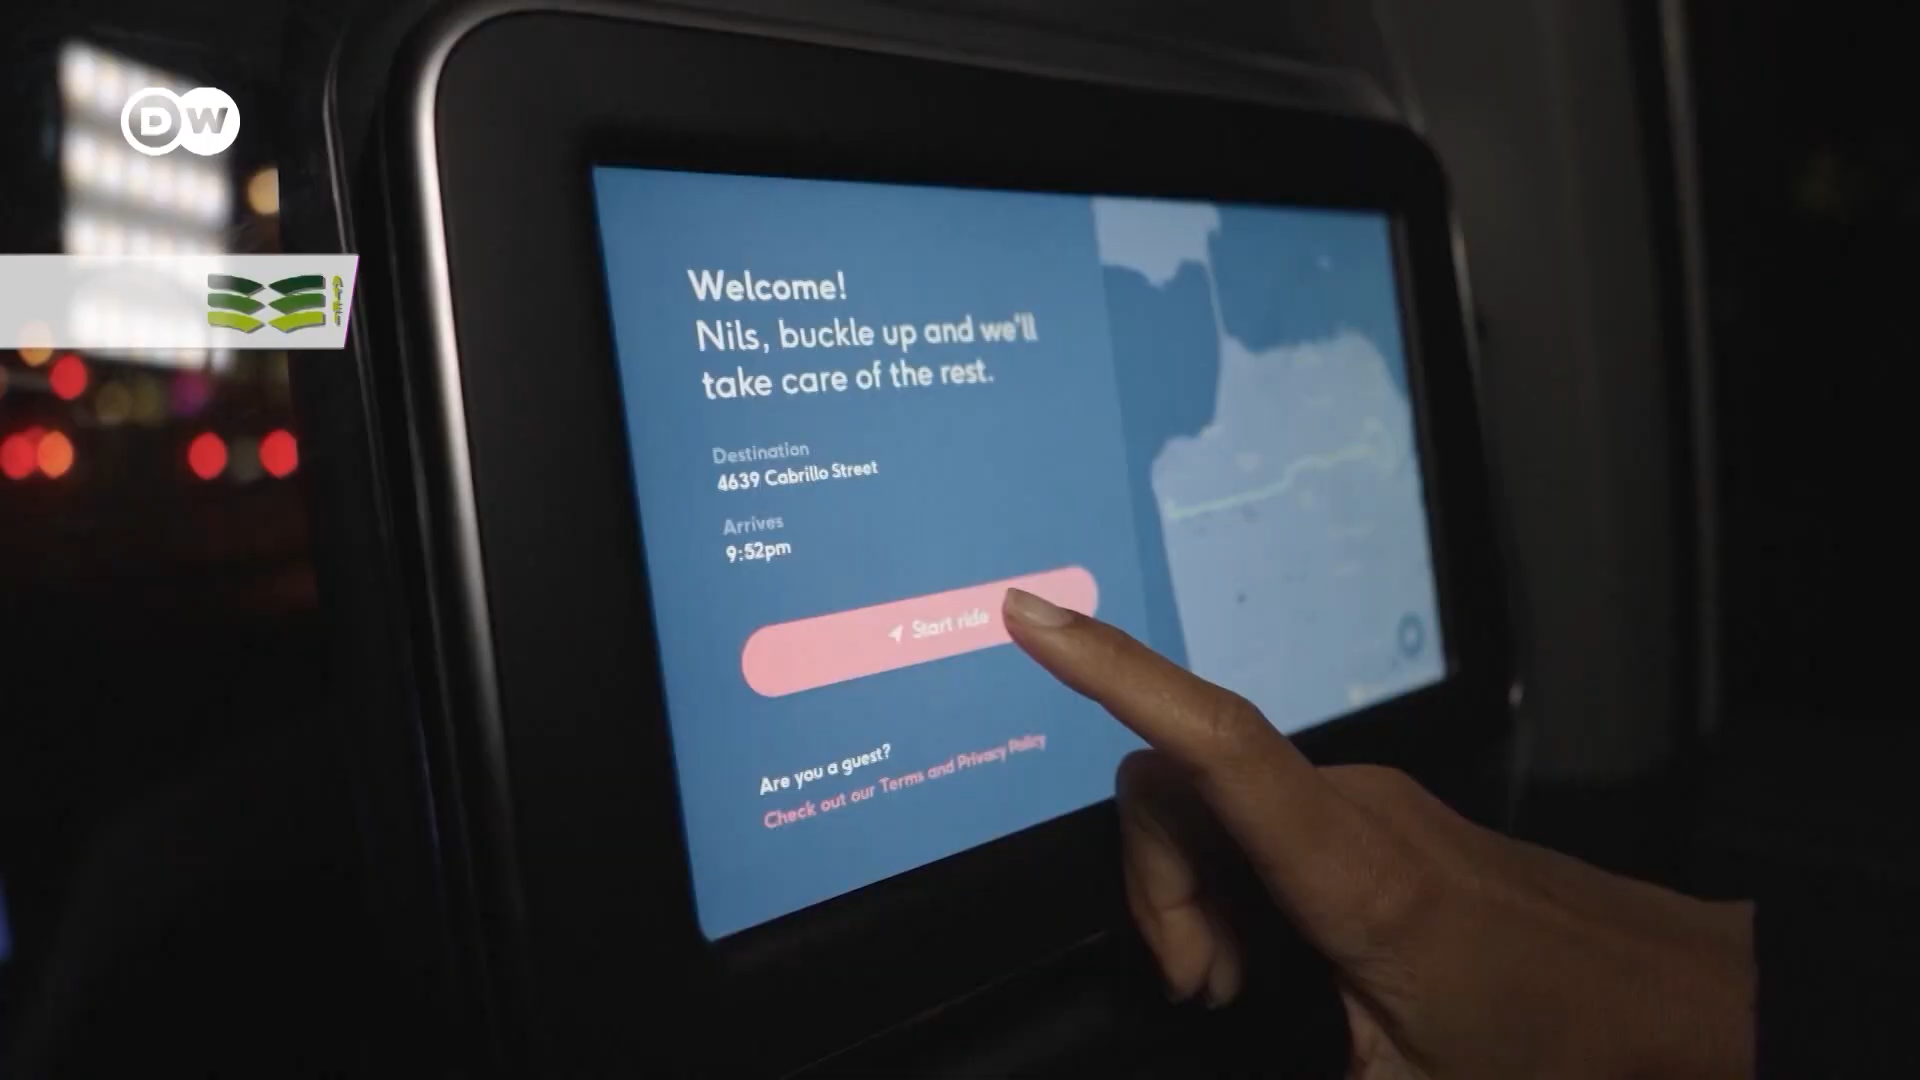 DW
Welcome!
Nils, buckle up and we'll
take care of the rest.
Destination
4639 Cabrillo Street
Arrives
9:52pm
Start ride
Are you a guest?
Check out our Terms and Privacy Policy